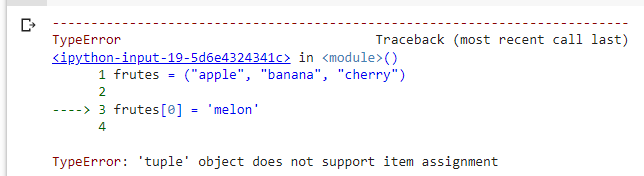 ---------------------------------------------------------------------------
TypeError                                 Traceback (most recent call last)
<ipython-input-19-5d6e4324341c> in <module>()
      1 frutes = ("apple", "banana", "cherry")
      2
----> 3 frutes[0] = 'melon'
      4
TypeError: 'tuple' object does not support item assignment